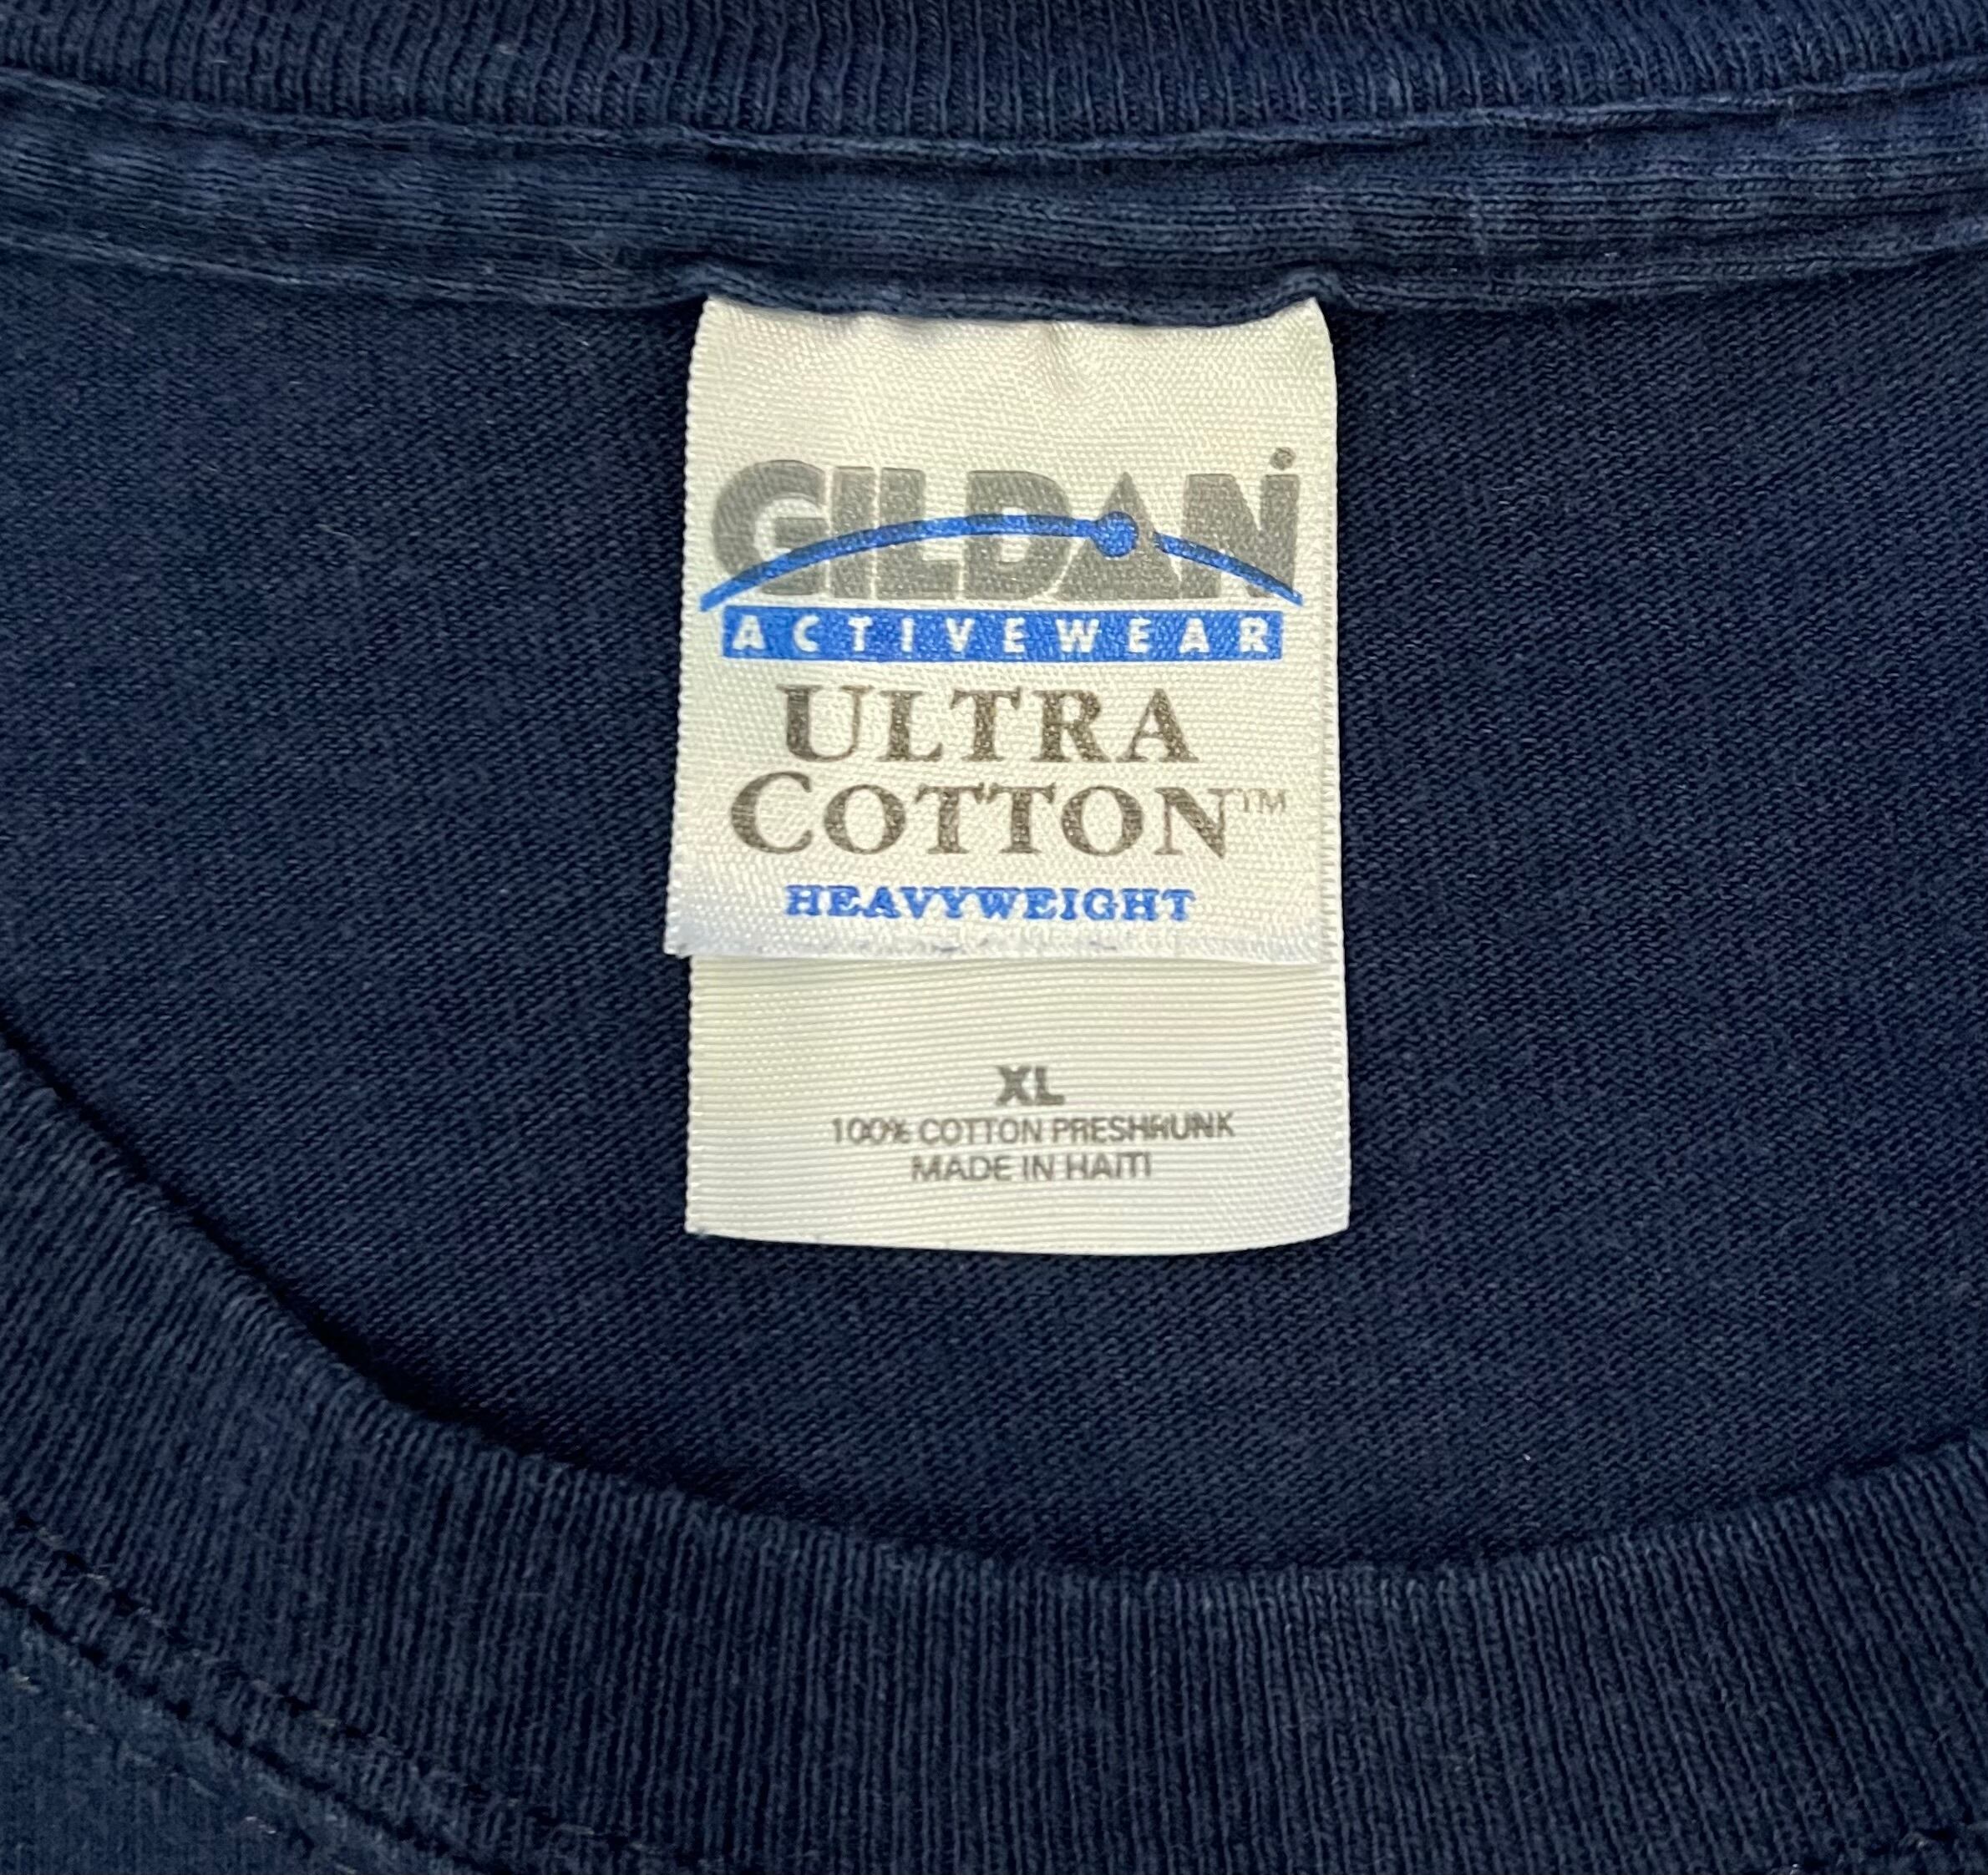 GILDAN
ACTIVEWEAR
ULTRA
COTTON™
HEAVYWEIGHT
XL
100% COTTON PRESHRUNK
MADE IN HAITI